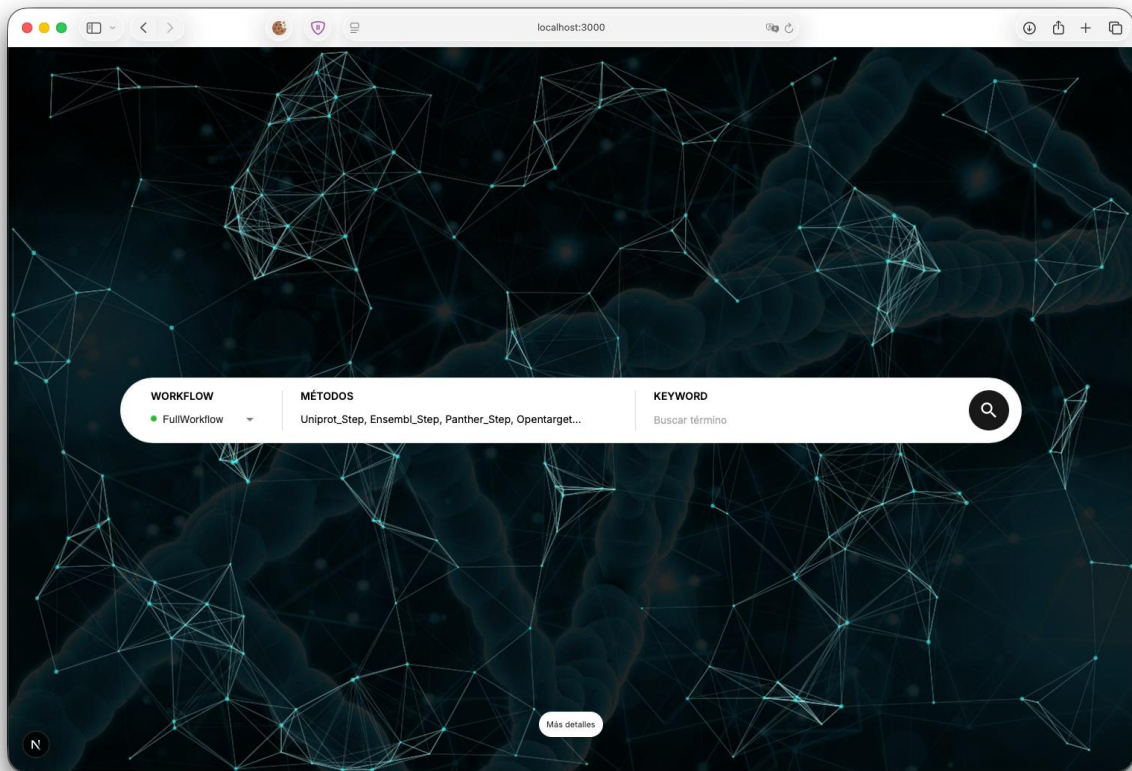 localhost:3000
WORKFLOW
FullWorkflow
MÉTODOS
Uniprot_Step, Ensembl_Step, Panther_Step, Opentarget...
KEYWORD
Buscar término
Más detalles
N